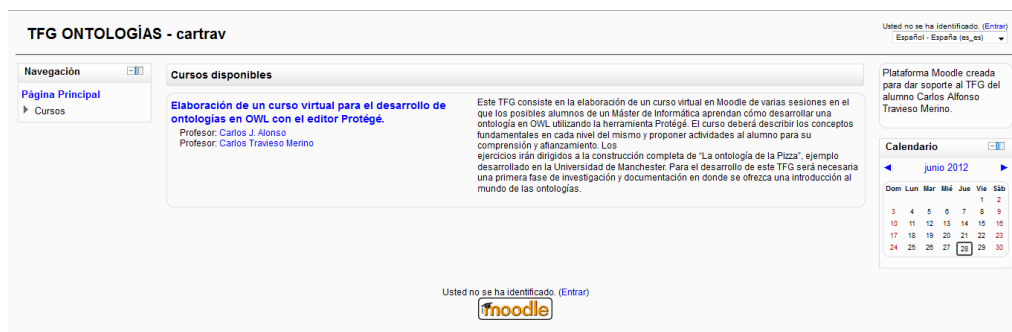 TFG ONTOLOGÍAS - cartrav
Usted no se ha identificado. (Entrar)
Español - España (es_es)
Navegación
Página Principal
Cursos
Cursos disponibles
Elaboración de un curso virtual para el desarrollo de
ontologías en OWL con el editor Protégé.
Profesor: Carlos J. Alonso
Profesor: Carlos Travieso Merino
Este TFG consiste en la elaboración de un curso virtual en Moodle de varias sesiones en el
que los posibles alumnos de un Máster de Informática aprendan cómo desarrollar una
ontología en OWL utilizando la herramienta Protégé. El curso deberá describir los conceptos
fundamentales en cada nivel del mismo y proponer actividades al alumno para su
comprensión y afianzamiento. Los
ejercicios irán dirigidos a la construcción completa de "La ontología de la Pizza", ejemplo
desarrollado en la Universidad de Manchester. Para el desarrollo de este TFG será necesaria
una primera fase de investigación y documentación en donde se ofrezca una introducción al
mundo de las ontologías.
Plataforma Moodle creada
para dar soporte al TFG del
alumno Carlos Alfonso
Travieso Merino.
Calendario
junio 2012
Dom Lun Mar Mié Jue Vie Sáb
1 2
3 4 5 6 7 8 9
10 11 12 13 14 15 16
17 18 19 20 21 22 23
24 25 26 27 28 29 30
Usted no se ha identificado. (Entrar)
moodle